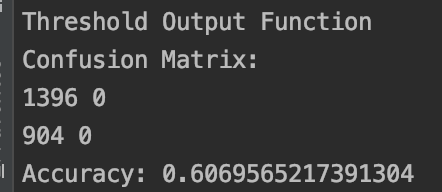 Threshold Output Function
Confusion Matrix:
1396 0
904 0
Accuracy: 0.6069565217391304